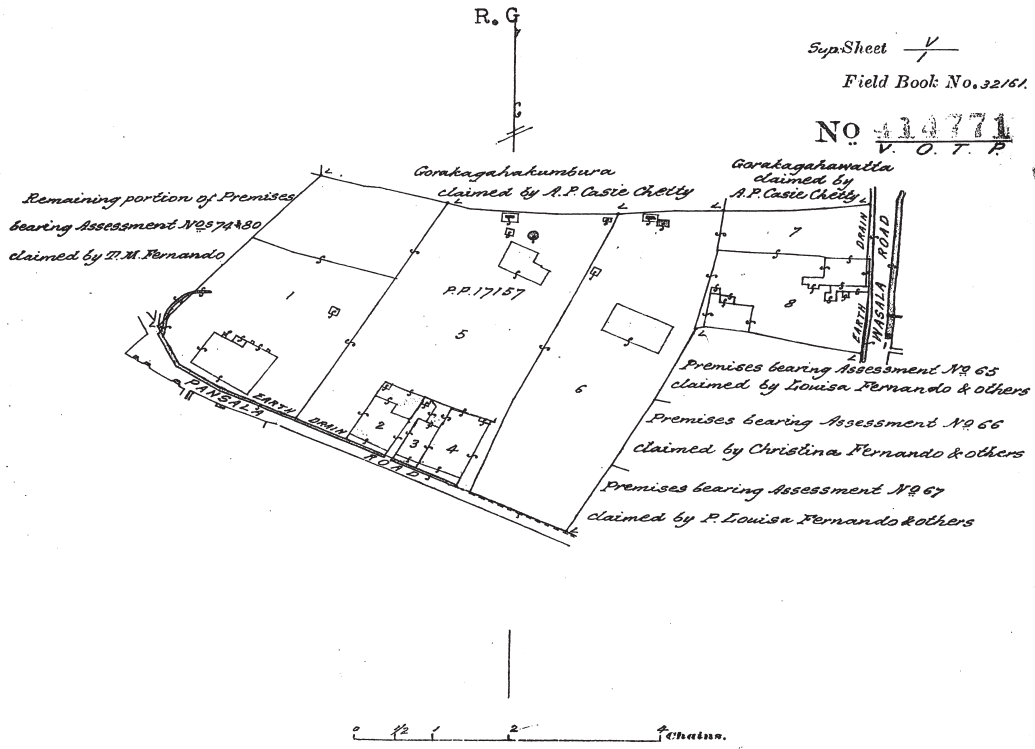 R. G
Sup: Sheet V/1
Field Book No. 32161.
No 414771
V. O. T. P.
Gorakagahakumbura
claimed by A.P. Casie Chetty
Gorakagahawatta
claimed by
A.P. Casie Chetty
Remaining portion of Premises
bearing Assessment Nos 74 & 80
claimed by T. M. Fernando
DRAIN
ROAD
7
1
P.P. 17157
8
5
EARTH
WASALA
6
Premises bearing Assessment No 65
claimed by Louisa Fernando & others
PANSALA
EARTH
DRAIN
2
3
4
ROAD
Premises bearing Assessment No 66
claimed by Christina Fernando & others
Premises bearing Assessment No 67
claimed by P. Louisa Fernando & others
0 1/2 1 2 4 Chains.